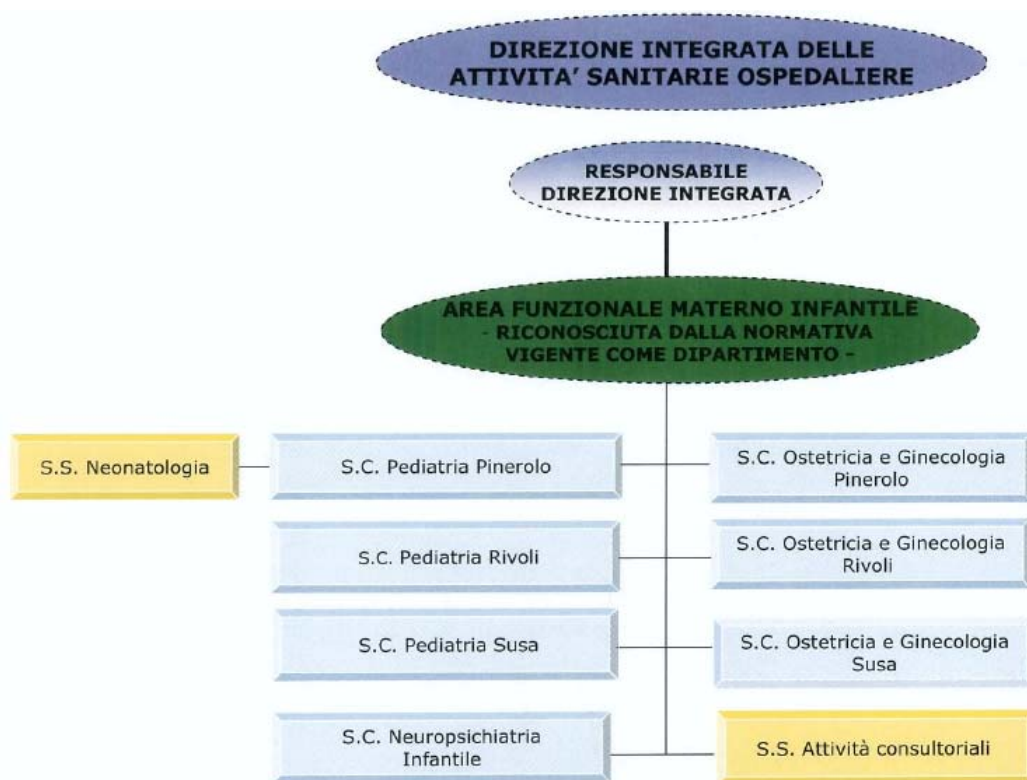 DIREZIONE INTEGRATA DELLE
ATTIVITA’ SANITARIE OSPEDALIERE
RESPONSABILE
DIREZIONE INTEGRATA
AREA FUNZIONALE MATERNO INFANTILE
- RICONOSCIUTA DALLA NORMATIVA
VIGENTE COME DIPARTIMENTO -
S.S. Neonatologia
S.C. Pediatria Pinerolo
S.C. Ostetricia e Ginecologia
Pinerolo
S.C. Pediatria Rivoli
S.C. Ostetricia e Ginecologia
Rivoli
S.C. Pediatria Susa
S.C. Ostetricia e Ginecologia
Susa
S.C. Neuropsichiatria
Infantile
S.S. Attività consultoriali